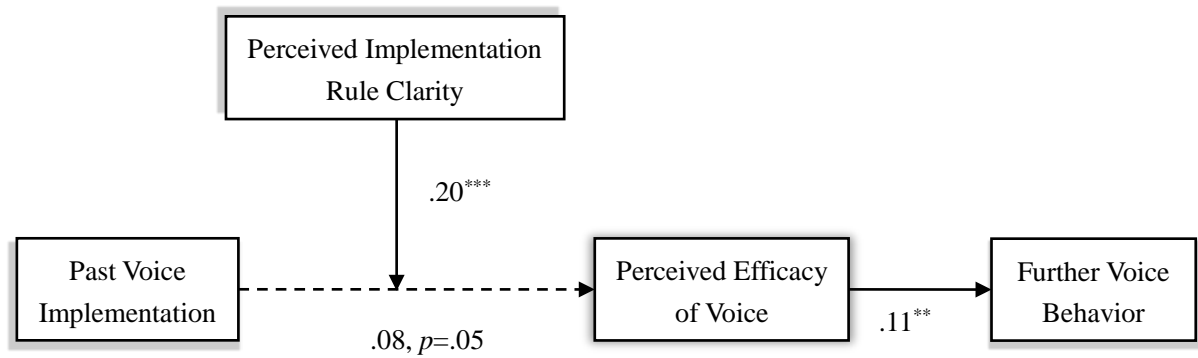 Perceived Implementation
Rule Clarity
.20***
Past Voice
Implementation
.08, p=.05
Perceived Efficacy
of Voice
.11**
Further Voice
Behavior